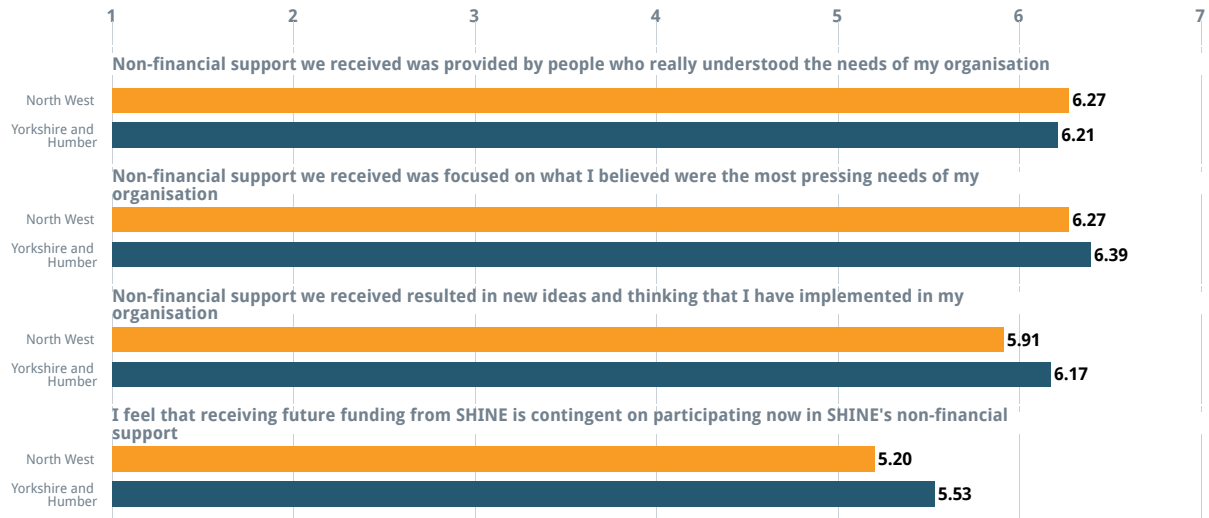 1 2 3 4 5 6 7
Non-financial support we received was provided by people who really understood the needs of my organisation
North West 6.27
Yorkshire and
Humber 6.21
Non-financial support we received was focused on what I believed were the most pressing needs of my
organisation
North West 6.27
Yorkshire and
Humber 6.39
Non-financial support we received resulted in new ideas and thinking that I have implemented in my
organisation
North West 5.91
Yorkshire and
Humber 6.17
I feel that receiving future funding from SHINE is contingent on participating now in SHINE's non-financial
support
North West 5.20
Yorkshire and
Humber 5.53